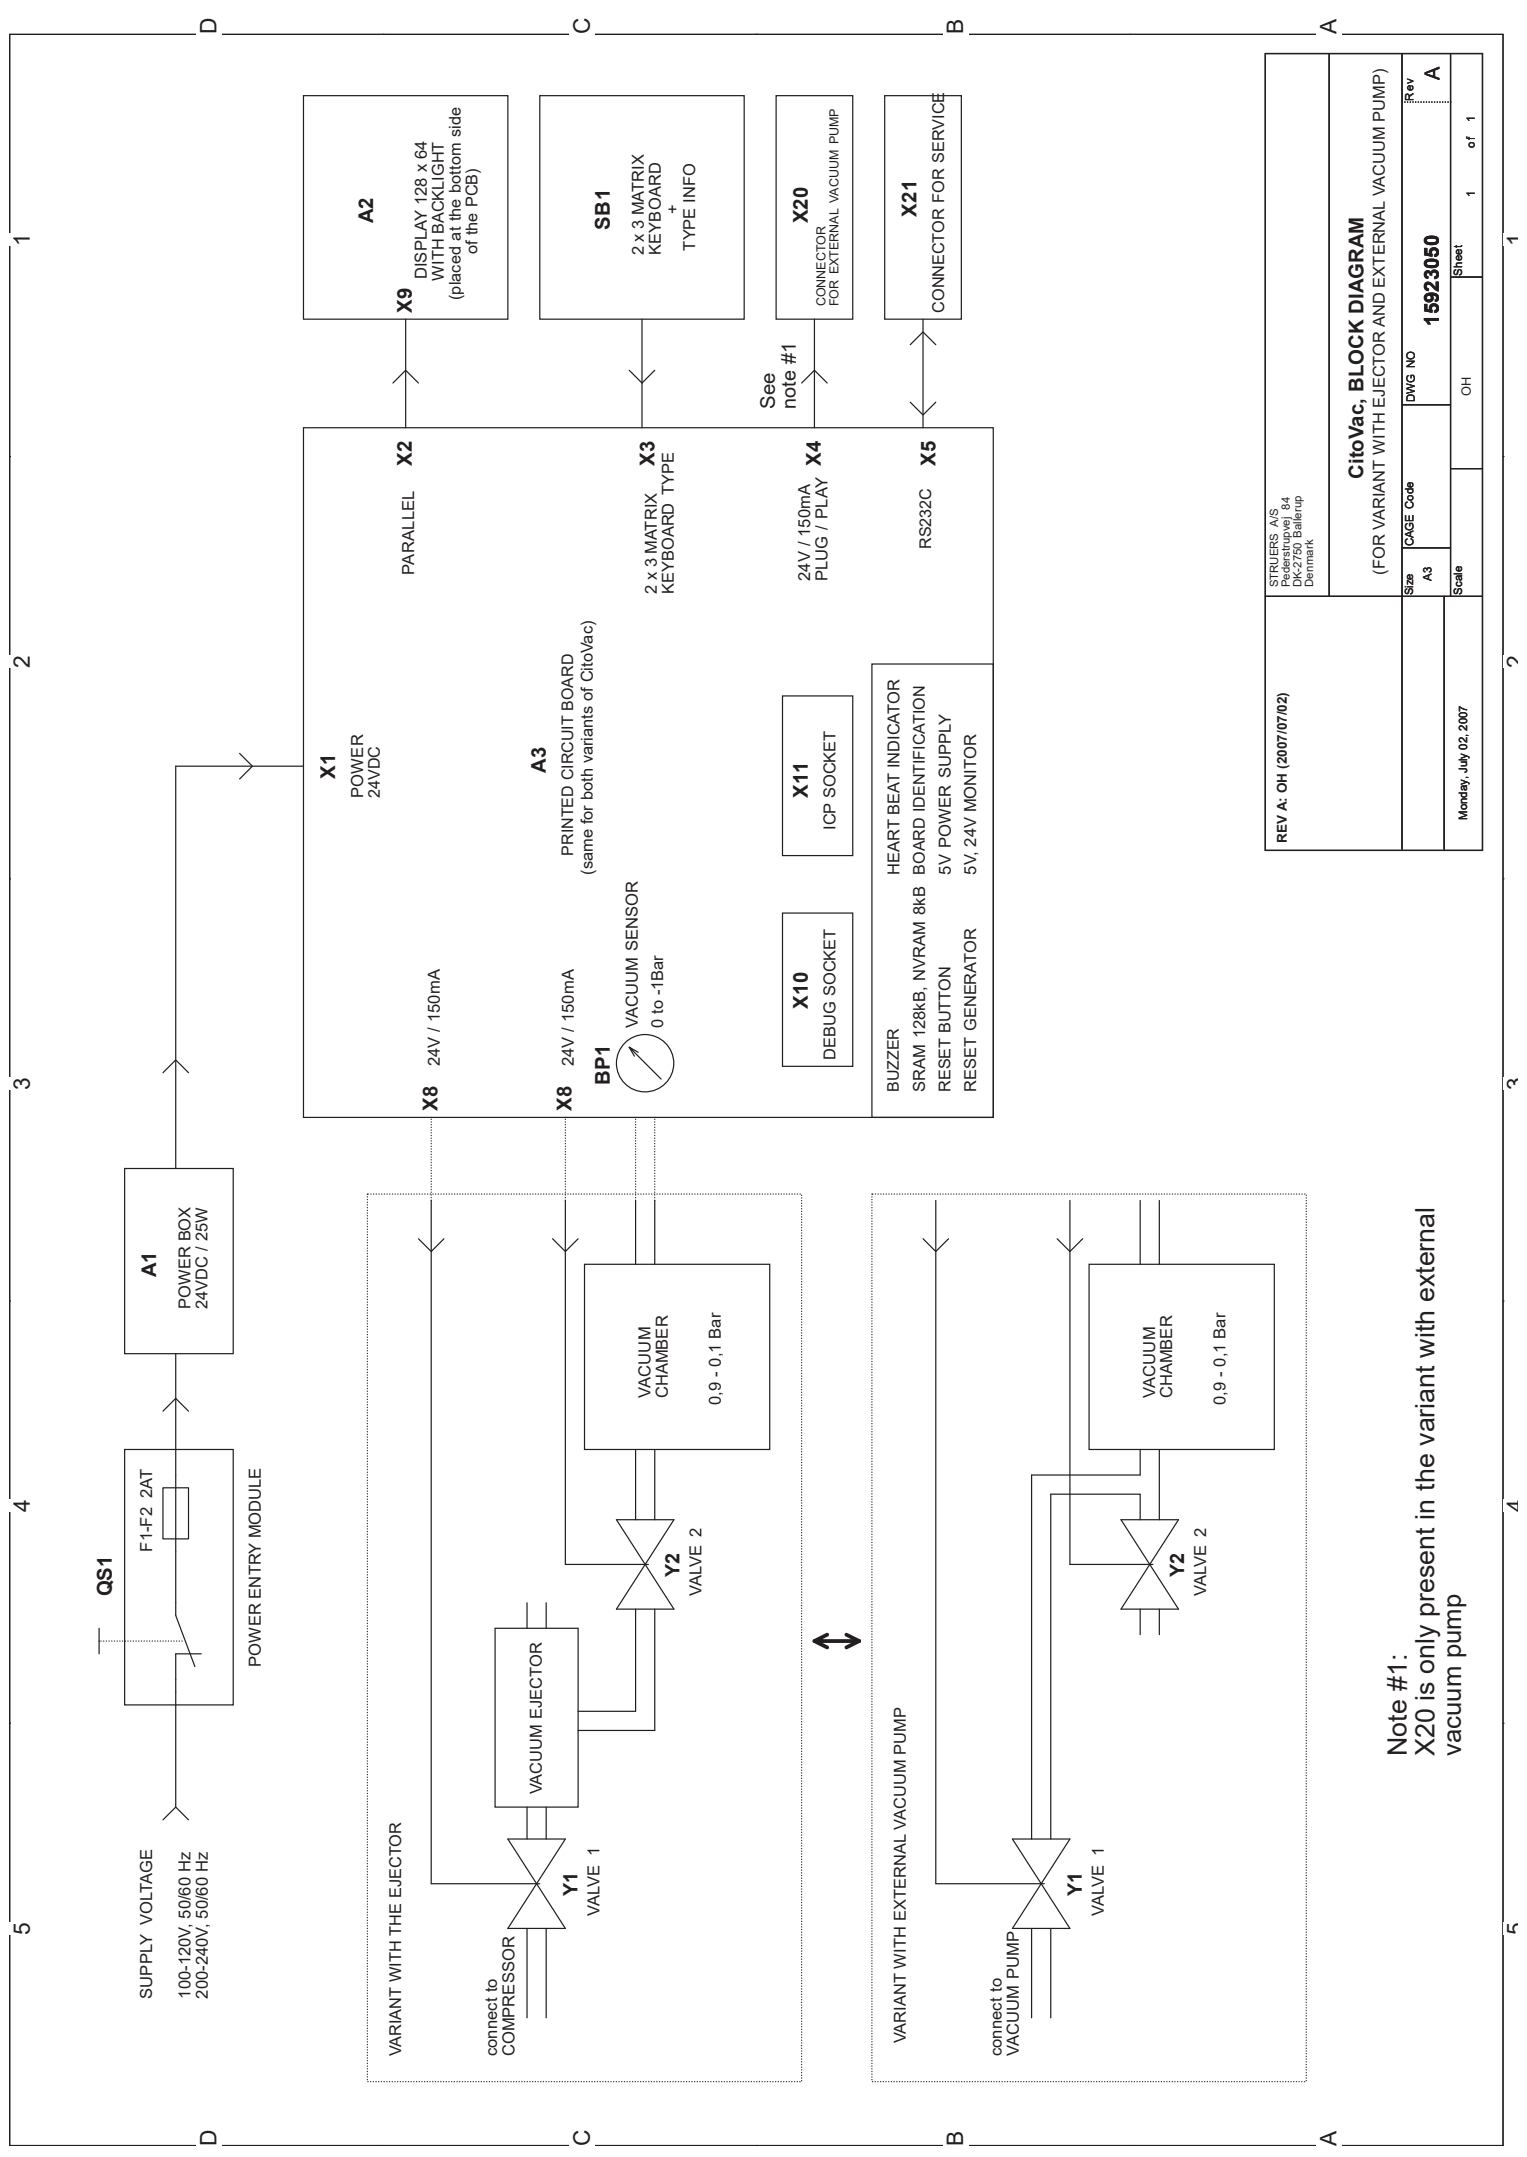 5
4
3
2
1
D
C
B
A
SUPPLY VOLTAGE
100-120V, 50/60 Hz
200-240V, 50/60 Hz
QS1
F1-F2 2AT
POWER ENTRY MODULE
A1
POWER BOX
24VDC / 25W
X1
POWER
24VDC
A3
PRINTED CIRCUIT BOARD
(same for both variants of CitoVac)
X8 24V / 150mA
X8 24V / 150mA
BP1
VACUUM SENSOR
0 to -1Bar
X10
DEBUG SOCKET
X11
ICP SOCKET
BUZZER
HEART BEAT INDICATOR
SRAM 128kB, NVRAM 8kB
BOARD IDENTIFICATION
RESET BUTTON
5V POWER SUPPLY
RESET GENERATOR
5V, 24V MONITOR
PARALLEL
X2
2 x 3 MATRIX
KEYBOARD TYPE
X3
24V / 150mA
PLUG / PLAY
X4
RS232C
X5
See
note #1
A2
X9
DISPLAY 128 x 64
WITH BACKLIGHT
(placed at the bottom side
of the PCB)
SB1
2 x 3 MATRIX
KEYBOARD
+
TYPE INFO
X20
CONNECTOR
FOR EXTERNAL VACUUM PUMP
X21
CONNECTOR FOR SERVICE
VARIANT WITH THE EJECTOR
connect to
COMPRESSOR
Y1
VALVE 1
VACUUM EJECTOR
Y2
VALVE 2
VACUUM
CHAMBER
0,9 - 0,1 Bar
VARIANT WITH EXTERNAL VACUUM PUMP
connect to
VACUUM PUMP
Y1
VALVE 1
Y2
VALVE 2
VACUUM
CHAMBER
0,9 - 0,1 Bar
Note #1:
X20 is only present in the variant with external
vacuum pump
REV A: OH (2007/07/02)
Monday, July 02, 2007
STRUERS A/S
Pederstrupvej 84
DK-2750 Ballerup
Denmark
CitoVac, BLOCK DIAGRAM
(FOR VARIANT WITH EJECTOR AND EXTERNAL VACUUM PUMP)
Size
A3
CAGE Code
DWG NO
15923050
Rev
A
Scale
OH
Sheet
1 of 1
D
C
B
A
5
4
3
2
1